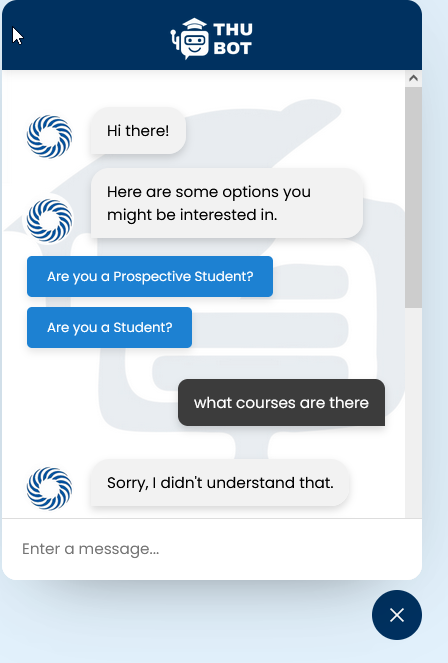 THU
BOT
Hi there!
Here are some options you
might be interested in.
Are you a Prospective Student?
Are you a Student?
what courses are there
Sorry, I didn't understand that.
Enter a message...